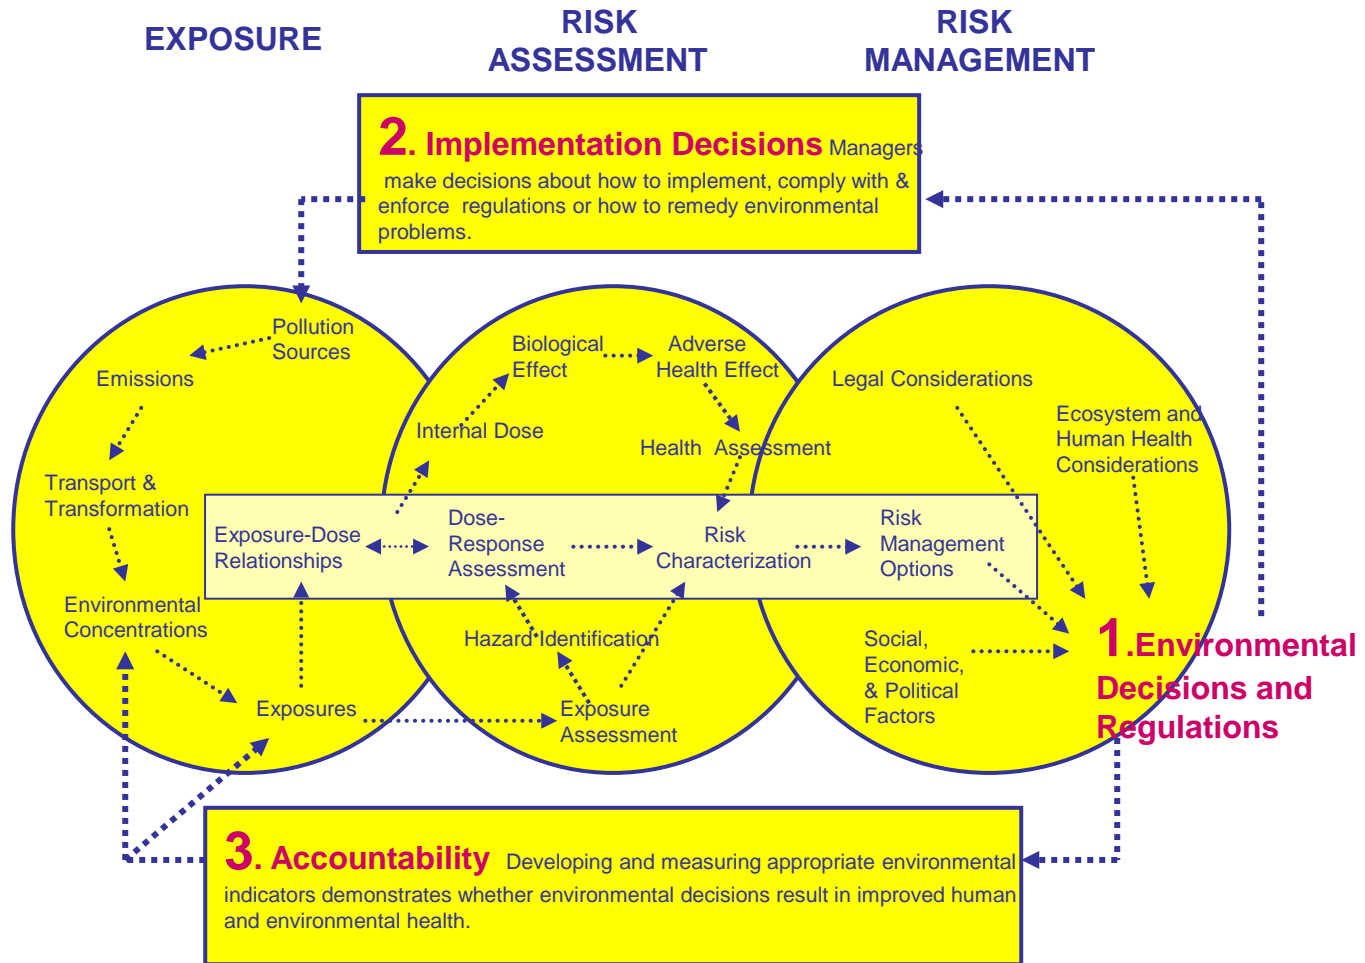 EXPOSURE
RISK
ASSESSMENT
RISK
MANAGEMENT
2. Implementation Decisions Managers
make decisions about how to implement, comply with &
enforce regulations or how to remedy environmental
problems.
Pollution
Sources
Emissions
Transport &
Transformation
Environmental
Concentrations
Exposures
Exposure-Dose
Relationships
Biological
Effect
Adverse
Health Effect
Internal Dose
Health Assessment
Dose-
Response
Assessment
Risk
Characterization
Hazard Identification
Exposure
Assessment
Legal Considerations
Ecosystem and
Human Health
Considerations
Risk
Management
Options
Social,
Economic,
& Political
Factors
1.Environmental
Decisions and
Regulations
3. Accountability Developing and measuring appropriate environmental
indicators demonstrates whether environmental decisions result in improved human
and environmental health.